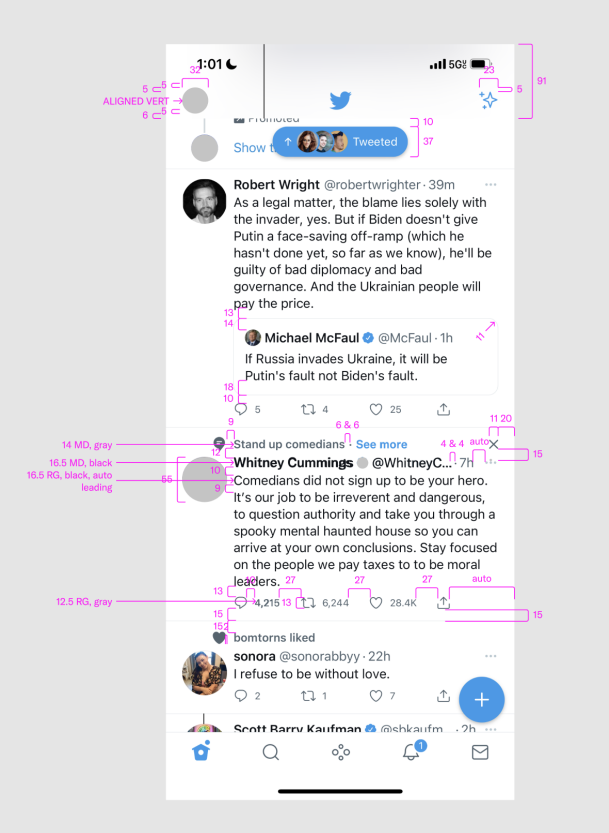 1:01
5G
32
23
91
5
5
5
ALIGNED VERT
5
6
Promoted
10
Show t
Tweeted
37
Robert Wright @robertwrighter · 39m
As a legal matter, the blame lies solely with
the invader, yes. But if Biden doesn't give
Putin a face-saving off-ramp (which he
hasn't done yet, so far as we know), he'll be
guilty of bad diplomacy and bad
governance. And the Ukrainian people will
pay the price.
13
14
11
Michael McFaul @McFaul · 1h
If Russia invades Ukraine, it will be
Putin's fault not Biden's fault.
18
10
5
4
25
9
6 & 6
11 20
14 MD, gray
Stand up comedians · See more
4 & 4
auto
12
15
16.5 MD, black
Whitney Cummings @WhitneyC... · 7h
16.5 RG, black, auto
leading
10
55
9
Comedians did not sign up to be your hero.
It's our job to be irreverent and dangerous,
to question authority and take you through a
spooky mental haunted house so you can
arrive at your own conclusions. Stay focused
on the people we pay taxes to to be moral
leaders.
13
27
27
27
auto
12.5 RG, gray
4,215
13
6,244
28.4K
15
15
15
2
bomtorns liked
sonora @sonorabbyy · 22h
I refuse to be without love.
2
1
7
Scott Barry Kaufman @sbkaufm... · 2h
1